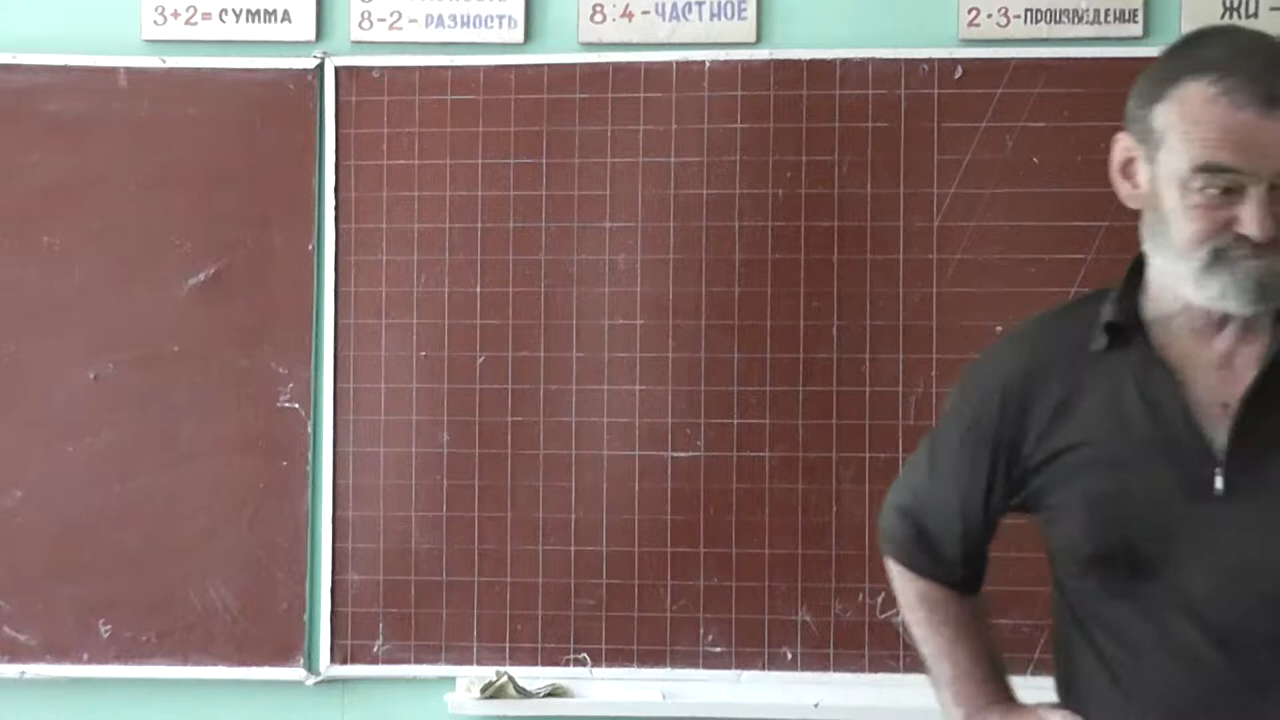 3+2= СУММА
8-2-РАЗНОСТЬ
8:4-ЧАСТНОЕ
2·3-ПРОИЗВЕДЕНИЕ
ЖИ -